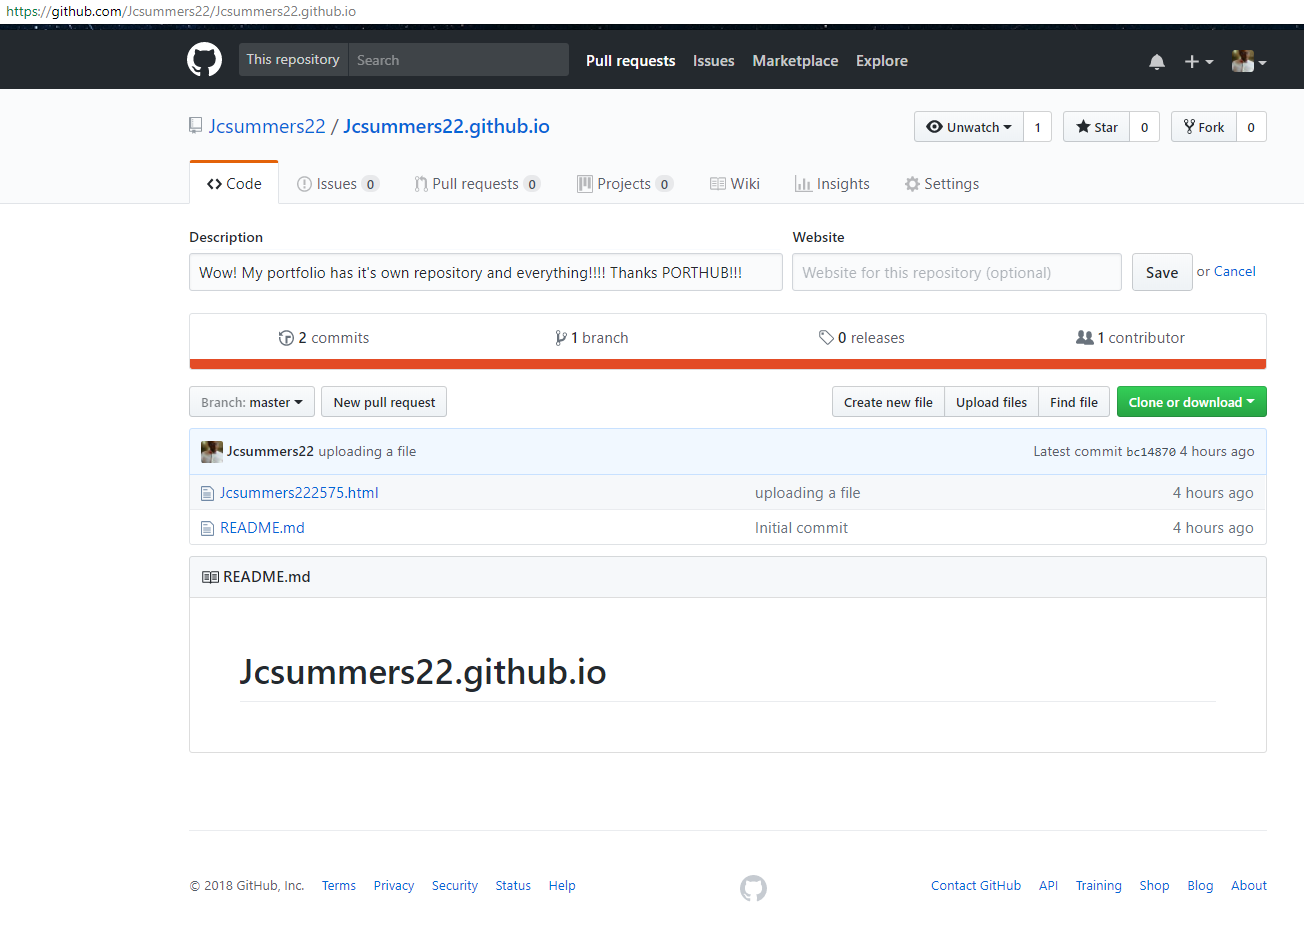 https://github.com/Jcsummers22/Jcsummers22.github.io
This repository Search Pull requests Issues Marketplace Explore
Jcsummers22 / Jcsummers22.github.io Unwatch 1 Star 0 Fork 0
Code Issues 0 Pull requests 0 Projects 0 Wiki Insights Settings
Description Website
Wow! My portfolio has it's own repository and everything!!!! Thanks PORTHUB!!! Website for this repository (optional) Save or Cancel
2 commits 1 branch 0 releases 1 contributor
Branch: master New pull request Create new file Upload files Find file Clone or download
Jcsummers22 uploading a file Latest commit bc14870 4 hours ago
Jcsummers222575.html uploading a file 4 hours ago
README.md Initial commit 4 hours ago
README.md
Jcsummers22.github.io
© 2018 GitHub, Inc. Terms Privacy Security Status Help Contact GitHub API Training Shop Blog About